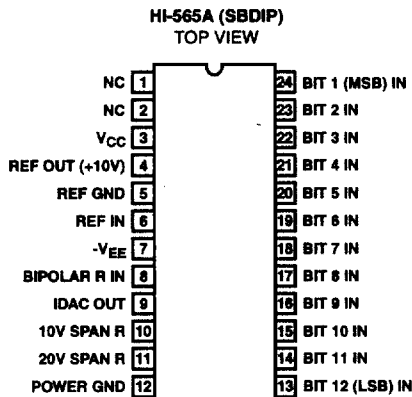 HI-565A (SBDIP)
TOP VIEW
NC 1
NC 2
VCC 3
REF OUT (+10V) 4
REF GND 5
REF IN 6
-VEE 7
BIPOLAR R IN 8
IDAC OUT 9
10V SPAN R 10
20V SPAN R 11
POWER GND 12
24 BIT 1 (MSB) IN
23 BIT 2 IN
22 BIT 3 IN
21 BIT 4 IN
20 BIT 5 IN
19 BIT 6 IN
18 BIT 7 IN
17 BIT 8 IN
16 BIT 9 IN
15 BIT 10 IN
14 BIT 11 IN
13 BIT 12 (LSB) IN